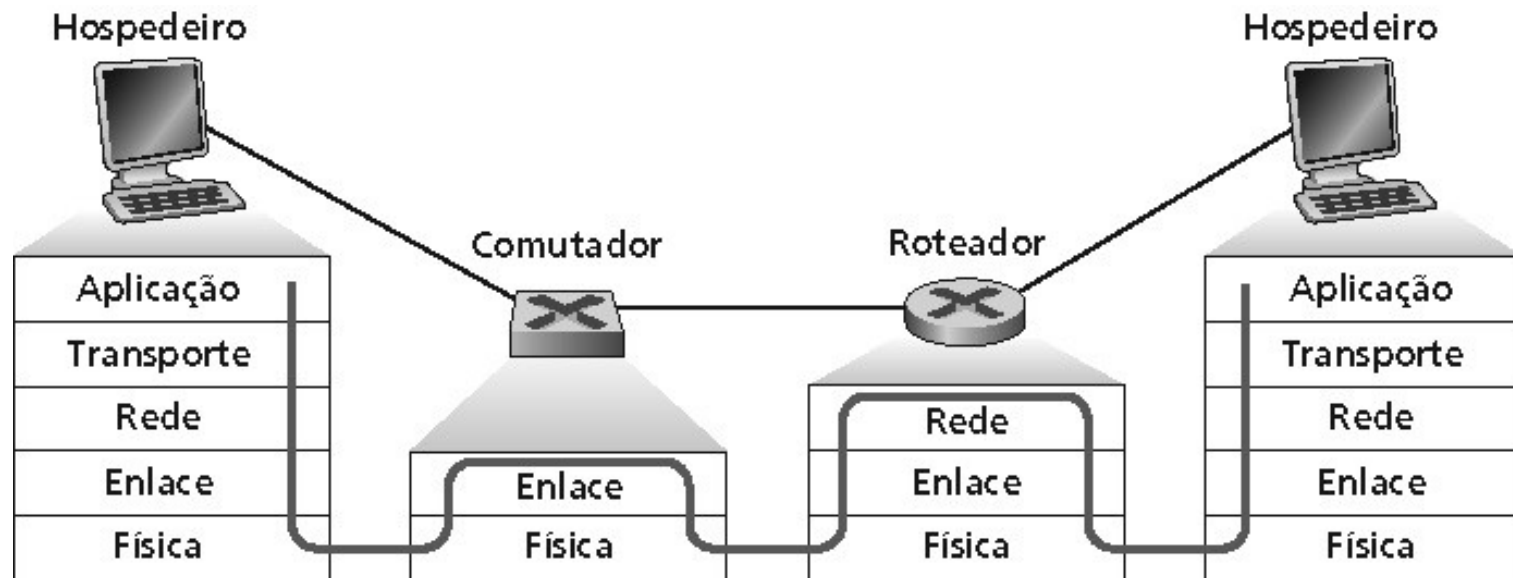 Hospedeiro
Hospedeiro
Comutador
Roteador
Aplicação
Transporte
Rede
Enlace
Física
Enlace
Física
Rede
Enlace
Física
Aplicação
Transporte
Rede
Enlace
Física